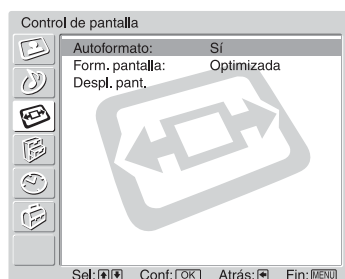 Control de pantalla
Autoformato: Sí
Form. pantalla: Optimizada
Despl. pant.
Sel: Conf: OK Atrás: Fin: MENU